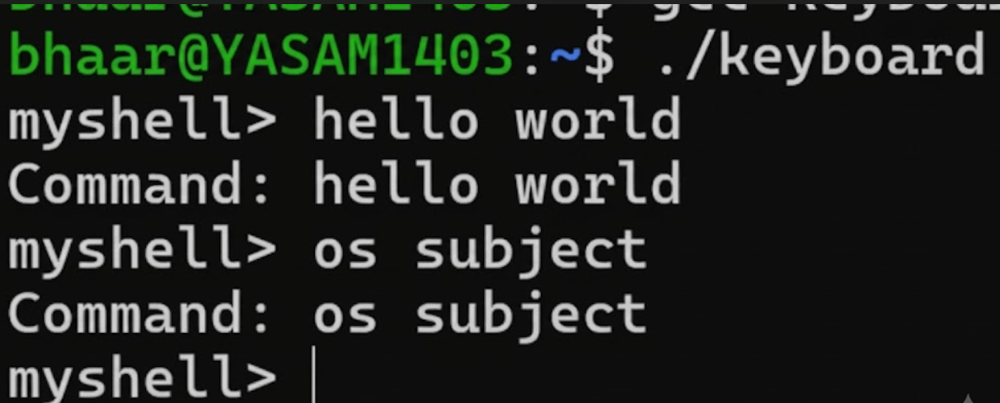 bhaar@YASAM1403:~$ ./keyboard
myshell> hello world
Command: hello world
myshell> os subject
Command: os subject
myshell>